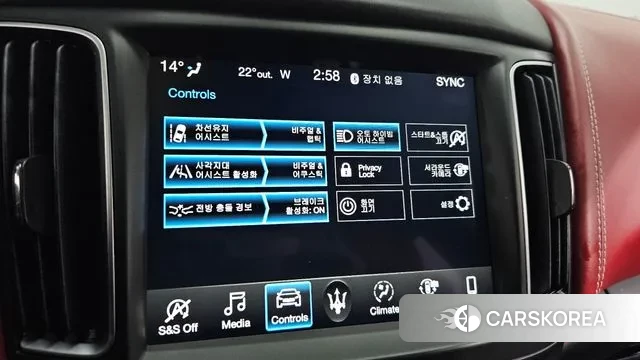 14° 22°out. W 2:58 장치 없음 SYNC
Controls
차선유지
어시스트
비주얼 &
햅틱
오토 하이빔
어시스트
스타트&스톱
끄기
사각지대
어시스트 활성화
비주얼 &
어쿠스틱
Privacy
Lock
서라운드
카메라
전방 충돌 경보
브레이크
활성화: ON
화면
끄기
설정
S&S Off
Media
Controls
Climate
CARSKOREA